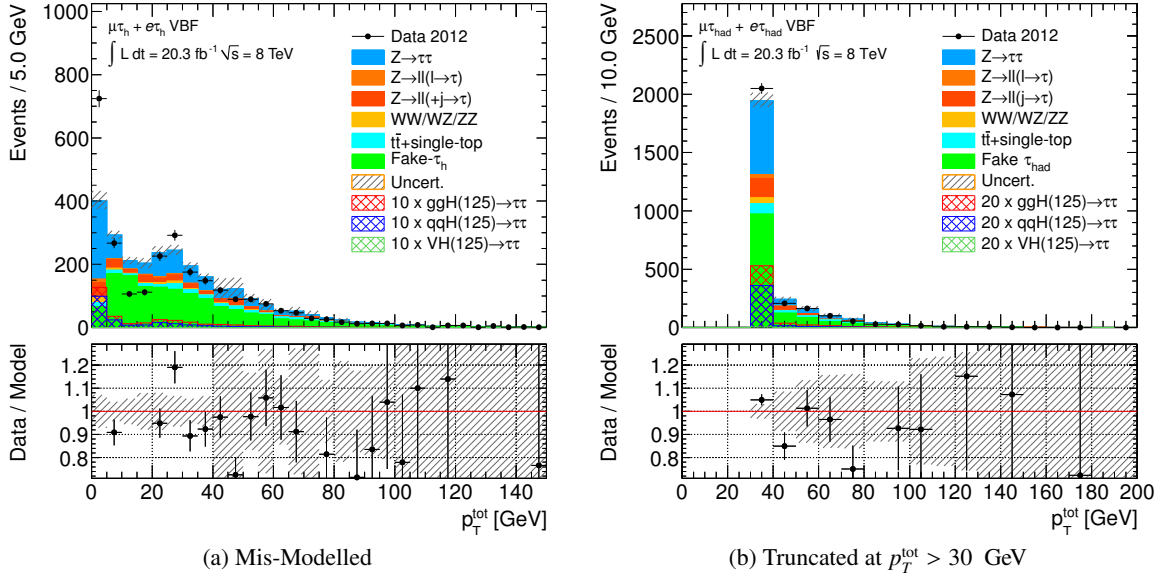 μτ_h + eτ_h VBF
∫ L dt = 20.3 fb⁻¹ √s = 8 TeV
Data 2012
Z→ττ
Z→ll(l→τ)
Z→ll(+j→τ)
WW/WZ/ZZ
tt̄+single-top
Fake-τ_h
Uncert.
10 x ggH(125)→ττ
10 x qqH(125)→ττ
10 x VH(125)→ττ
Events / 5.0 GeV
1000
800
600
400
200
0
Data / Model
1.2
1.1
1
0.9
0.8
0 20 40 60 80 100 120 140
p_T^tot [GeV]
(a) Mis-Modelled
μτ_had + eτ_had VBF
∫ L dt = 20.3 fb⁻¹ √s = 8 TeV
Data 2012
Z→ττ
Z→ll(l→τ)
Z→ll(j→τ)
WW/WZ/ZZ
tt̄+single-top
Fake τ_had
Uncert.
20 x ggH(125)→ττ
20 x qqH(125)→ττ
20 x VH(125)→ττ
Events / 10.0 GeV
2500
2000
1500
1000
500
0
Data / Model
1.2
1.1
1
0.9
0.8
0 20 40 60 80 100 120 140 160 180 200
p_T^tot [GeV]
(b) Truncated at p_T^tot > 30 GeV